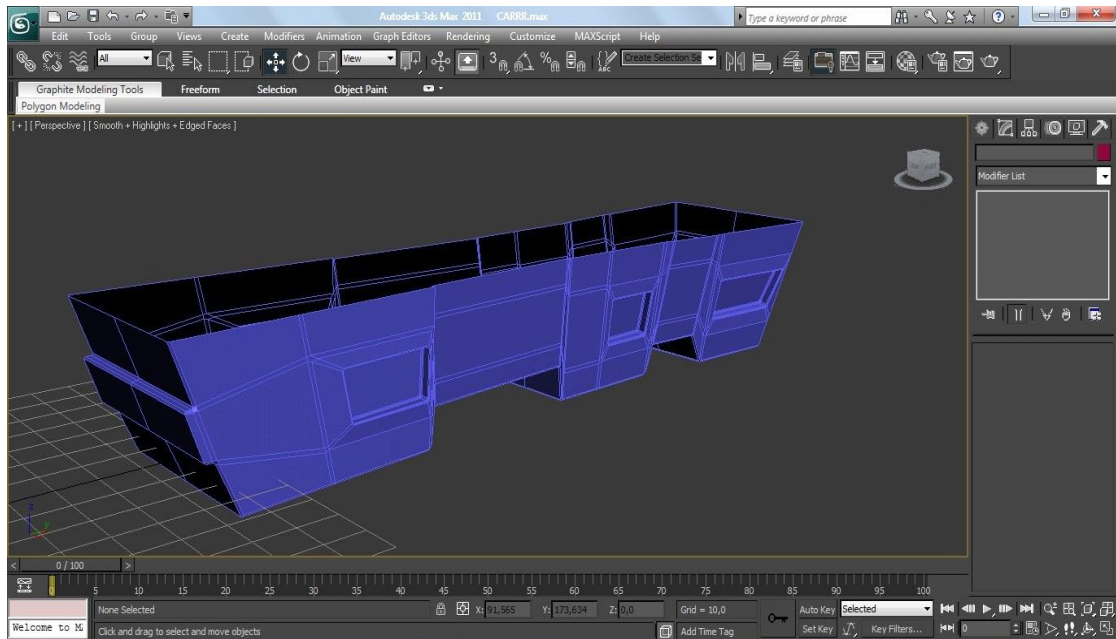 Autodesk 3ds Max 2011 CARRR.max
Type a keyword or phrase
Edit Tools Group Views Create Modifiers Animation Graph Editors Rendering Customize MAXScript Help
All View Create Selection Se
Graphite Modeling Tools Freeform Selection Object Paint
Polygon Modeling
[ + ] [ Perspective ] [ Smooth + Highlights + Edged Faces ]
Modifier List
z
y
< 0 / 100 >
0 5 10 15 20 25 30 35 40 45 50 55 60 65 70 75 80 85 90 95 100
None Selected X: 91,565 Y: 173,634 Z: 0,0 Grid = 10,0 Auto Key Selected
Welcome to M Click and drag to select and move objects Add Time Tag Set Key Key Filters... 0